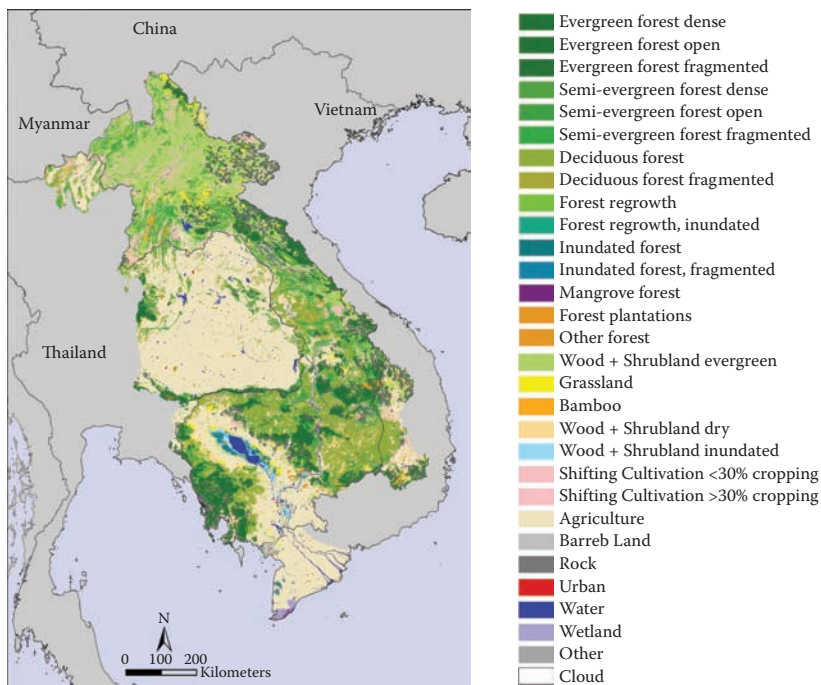 China
Myanmar
Vietnam
Thailand
N
0 100 200
Kilometers
Evergreen forest dense
Evergreen forest open
Evergreen forest fragmented
Semi-evergreen forest dense
Semi-evergreen forest open
Semi-evergreen forest fragmented
Deciduous forest
Deciduous forest fragmented
Forest regrowth
Forest regrowth, inundated
Inundated forest
Inundated forest, fragmented
Mangrove forest
Forest plantations
Other forest
Wood + Shrubland evergreen
Grassland
Bamboo
Wood + Shrubland dry
Wood + Shrubland inundated
Shifting Cultivation <30% cropping
Shifting Cultivation >30% cropping
Agriculture
Barreb Land
Rock
Urban
Water
Wetland
Other
Cloud